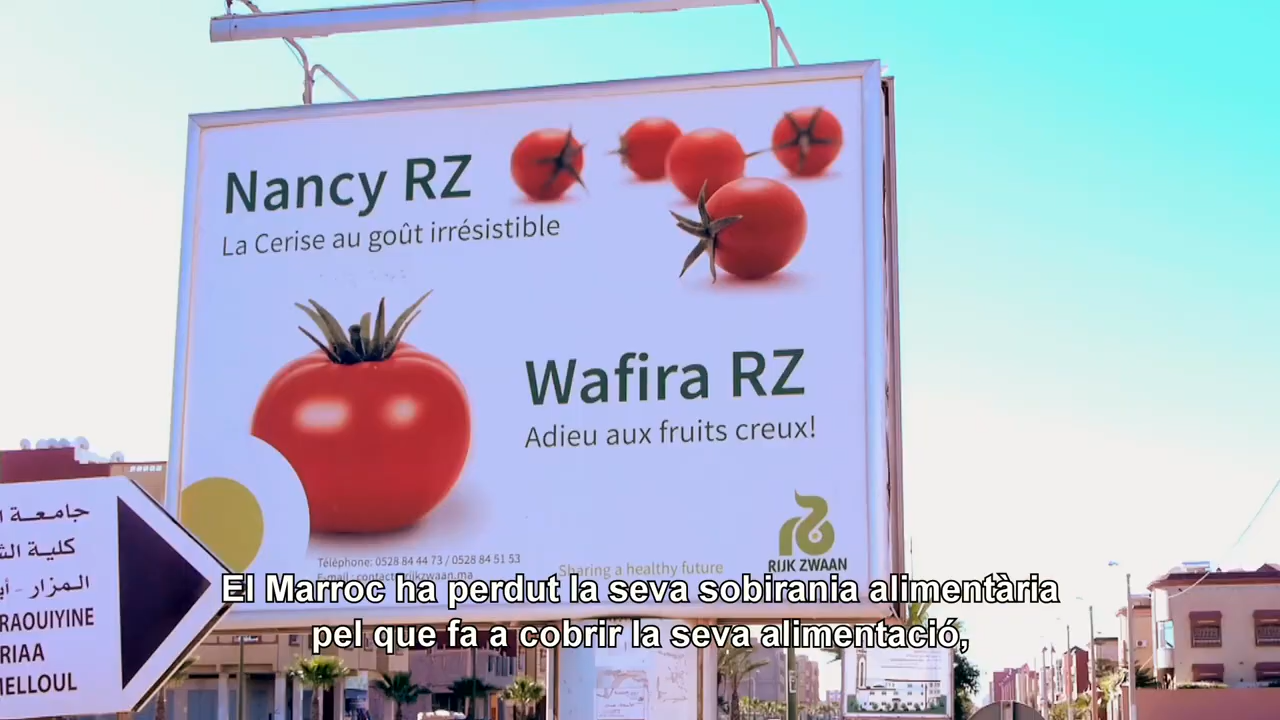 Nancy RZ
La Cerise au goût irrésistible
Wafira RZ
Adieu aux fruits creux!
RIJK ZWAAN
Téléphone: 0528 84 44 73 / 0528 84 51 53
Sharing a healthy future
جامعة
كلية
المزار
RAOUIYINE
RIAA
MELLOUL
El Marroc ha perdut la seva sobirania alimentària
pel que fa a cobrir la seva alimentació,